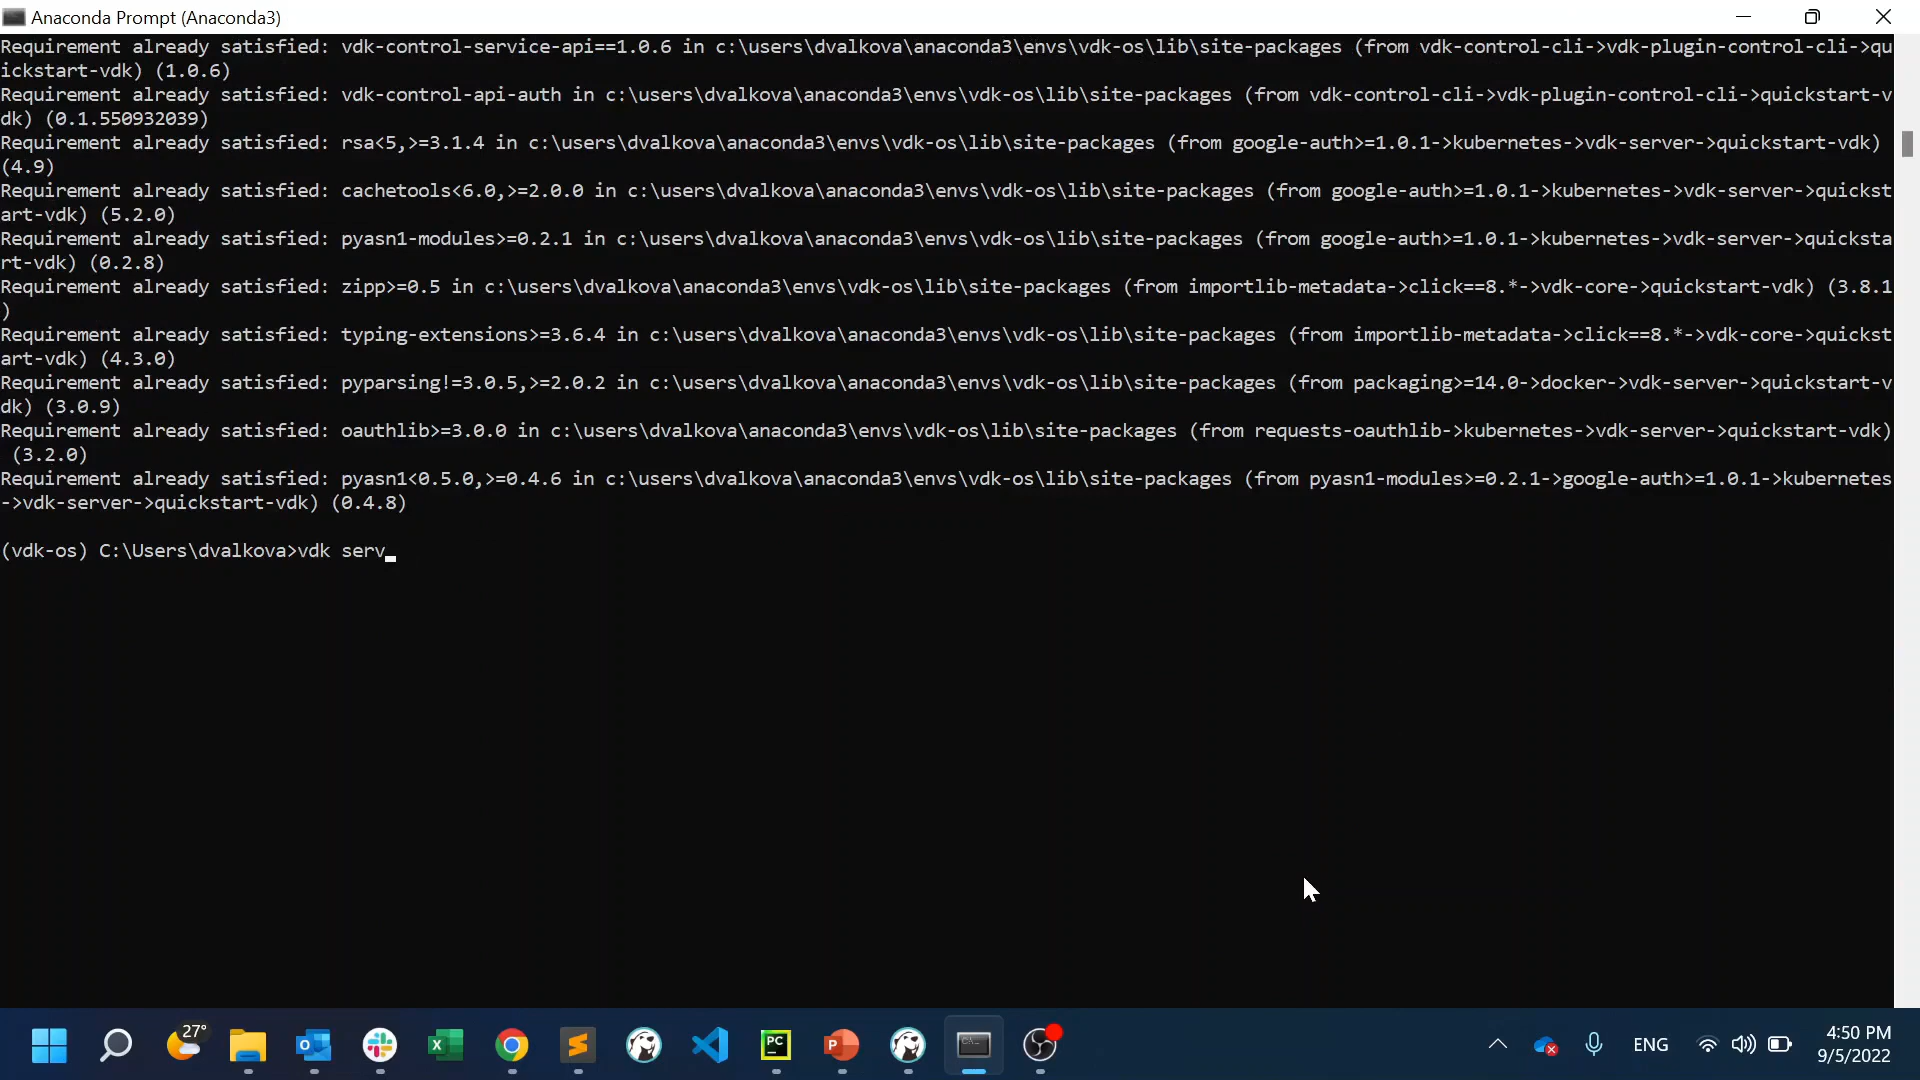 Anaconda Prompt (Anaconda3)
Requirement already satisfied: vdk-control-service-api==1.0.6 in c:\users\dvalkova\anaconda3\envs\vdk-os\lib\site-packages (from vdk-control-cli->vdk-plugin-control-cli->qu
ickstart-vdk) (1.0.6)
Requirement already satisfied: vdk-control-api-auth in c:\users\dvalkova\anaconda3\envs\vdk-os\lib\site-packages (from vdk-control-cli->vdk-plugin-control-cli->quickstart-v
dk) (0.1.550932039)
Requirement already satisfied: rsa<5,>=3.1.4 in c:\users\dvalkova\anaconda3\envs\vdk-os\lib\site-packages (from google-auth>=1.0.1->kubernetes->vdk-server->quickstart-vdk)
(4.9)
Requirement already satisfied: cachetools<6.0,>=2.0.0 in c:\users\dvalkova\anaconda3\envs\vdk-os\lib\site-packages (from google-auth>=1.0.1->kubernetes->vdk-server->quickst
art-vdk) (5.2.0)
Requirement already satisfied: pyasn1-modules>=0.2.1 in c:\users\dvalkova\anaconda3\envs\vdk-os\lib\site-packages (from google-auth>=1.0.1->kubernetes->vdk-server->quicksta
rt-vdk) (0.2.8)
Requirement already satisfied: zipp>=0.5 in c:\users\dvalkova\anaconda3\envs\vdk-os\lib\site-packages (from importlib-metadata->click==8.*->vdk-core->quickstart-vdk) (3.8.1
)
Requirement already satisfied: typing-extensions>=3.6.4 in c:\users\dvalkova\anaconda3\envs\vdk-os\lib\site-packages (from importlib-metadata->click==8.*->vdk-core->quickst
art-vdk) (4.3.0)
Requirement already satisfied: pyparsing!=3.0.5,>=2.0.2 in c:\users\dvalkova\anaconda3\envs\vdk-os\lib\site-packages (from packaging>=14.0->docker->vdk-server->quickstart-v
dk) (3.0.9)
Requirement already satisfied: oauthlib>=3.0.0 in c:\users\dvalkova\anaconda3\envs\vdk-os\lib\site-packages (from requests-oauthlib->kubernetes->vdk-server->quickstart-vdk)
(3.2.0)
Requirement already satisfied: pyasn1<0.5.0,>=0.4.6 in c:\users\dvalkova\anaconda3\envs\vdk-os\lib\site-packages (from pyasn1-modules>=0.2.1->google-auth>=1.0.1->kubernetes
->vdk-server->quickstart-vdk) (0.4.8)
(vdk-os) C:\Users\dvalkova>vdk serv_
27°
PC
P
ENG
4:50 PM
9/5/2022